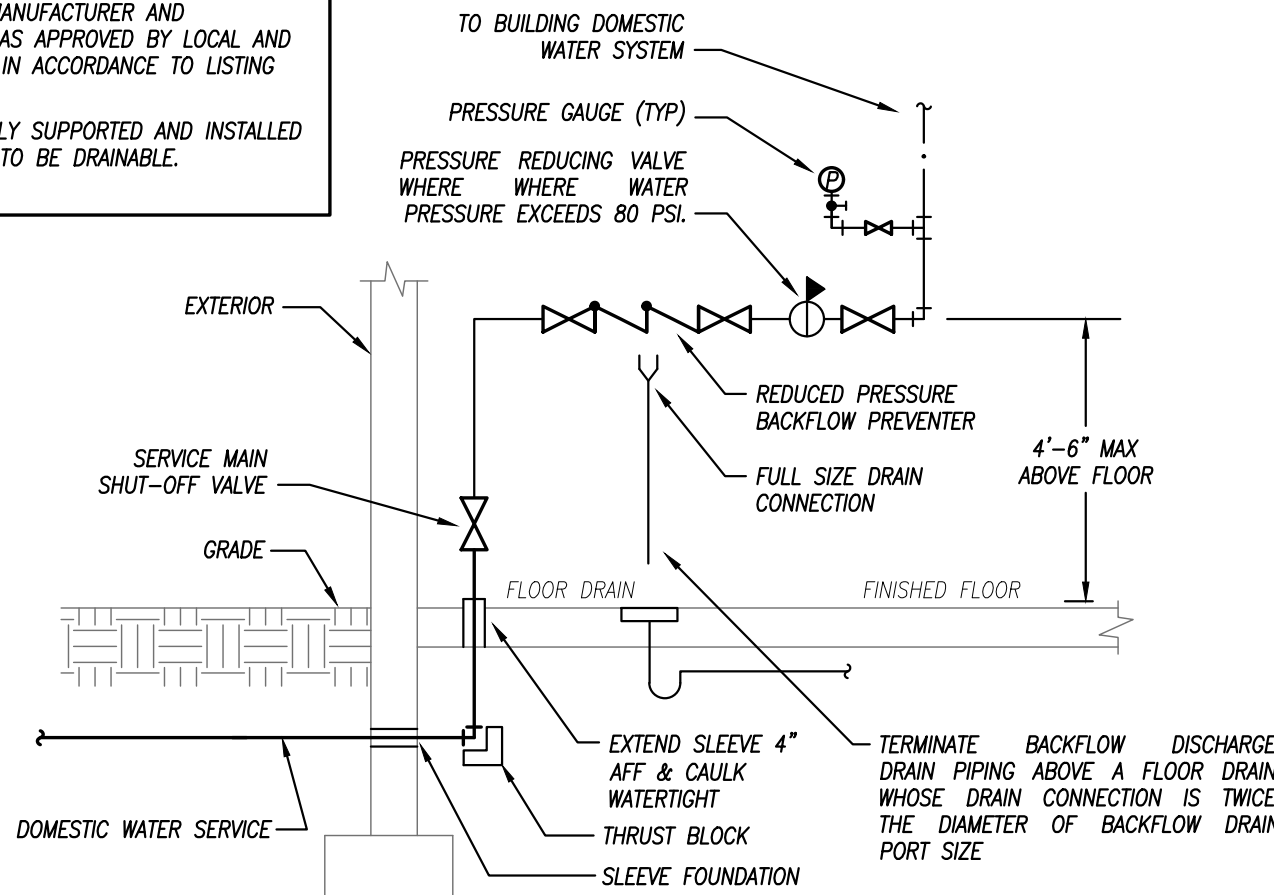 MANUFACTURER AND
AS APPROVED BY LOCAL AND
IN ACCORDANCE TO LISTING
SUPPORTED AND INSTALLED
TO BE DRAINABLE.
TO BUILDING DOMESTIC
WATER SYSTEM
PRESSURE GAUGE (TYP)
P
PRESSURE REDUCING VALVE
WHERE WHERE WATER
PRESSURE EXCEEDS 80 PSI.
EXTERIOR
REDUCED PRESSURE
BACKFLOW PREVENTER
4'-6" MAX
ABOVE FLOOR
SERVICE MAIN
SHUT-OFF VALVE
FULL SIZE DRAIN
CONNECTION
GRADE
FLOOR DRAIN
FINISHED FLOOR
EXTEND SLEEVE 4"
AFF & CAULK
WATERTIGHT
TERMINATE BACKFLOW DISCHARGE
DRAIN PIPING ABOVE A FLOOR DRAIN
WHOSE DRAIN CONNECTION IS TWICE
THE DIAMETER OF BACKFLOW DRAIN
PORT SIZE
DOMESTIC WATER SERVICE
THRUST BLOCK
SLEEVE FOUNDATION